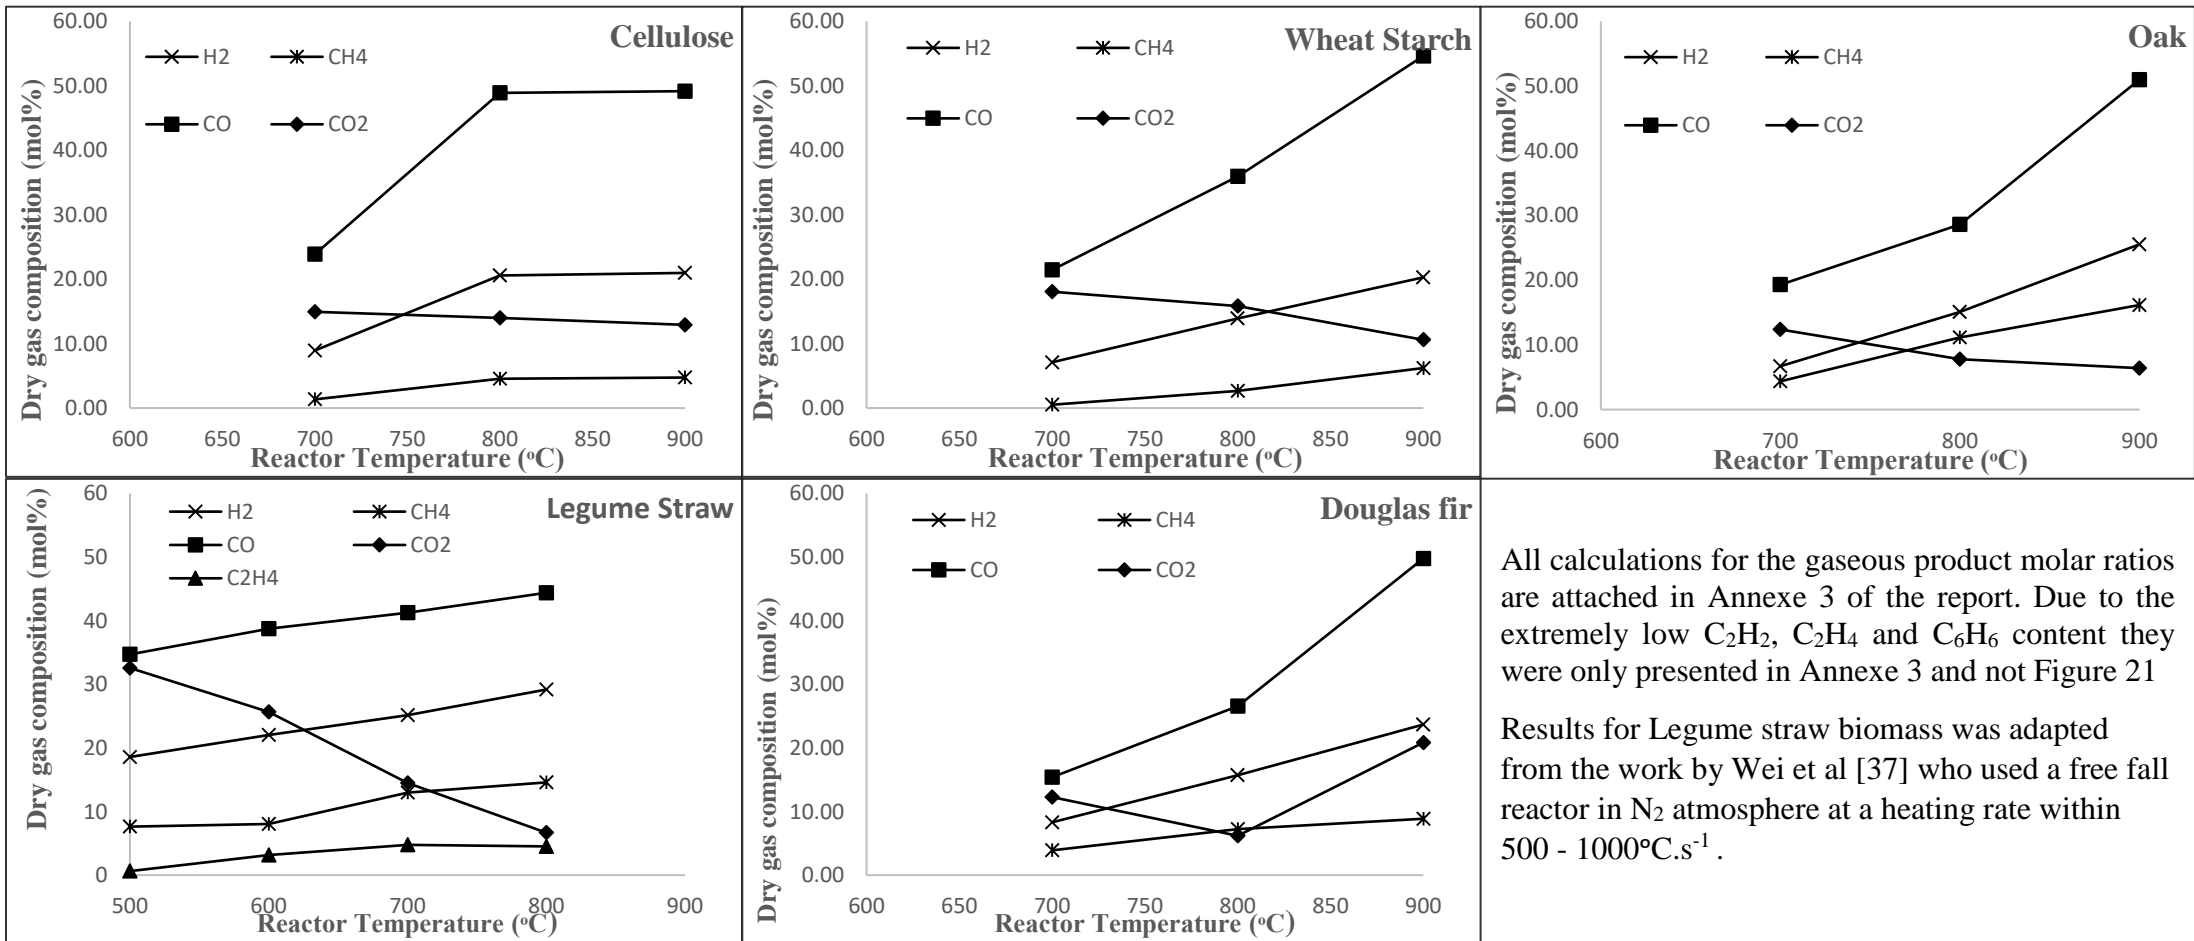 Cellulose
H2
CH4
CO
CO2
Dry gas composition (mol%)
60.00
50.00
40.00
30.00
20.00
10.00
0.00
600 650 700 750 800 850 900
Reactor Temperature (ºC)
Wheat Starch
H2
CH4
CO
CO2
Dry gas composition (mol%)
60.00
50.00
40.00
30.00
20.00
10.00
0.00
600 650 700 750 800 850 900
Reactor Temperature (ºC)
Oak
H2
CH4
CO
CO2
Dry gas composition (mol%)
60.00
50.00
40.00
30.00
20.00
10.00
0.00
600 700 800 900
Reactor Temperature (ºC)
Legume Straw
H2
CH4
CO
CO2
C2H4
Dry gas composition (mol%)
60
50
40
30
20
10
0
500 600 700 800 900
Reactor Temperature (ºC)
Douglas fir
H2
CH4
CO
CO2
Dry gas composition (mol%)
60.00
50.00
40.00
30.00
20.00
10.00
0.00
600 650 700 750 800 850 900
Reactor Temperature (ºC)
All calculations for the gaseous product molar ratios
are attached in Annexe 3 of the report. Due to the
extremely low C₂H₂, C₂H₄ and C₆H₆ content they
were only presented in Annexe 3 and not Figure 21
Results for Legume straw biomass was adapted
from the work by Wei et al [37] who used a free fall
reactor in N₂ atmosphere at a heating rate within
500 - 1000ºC.s⁻¹ .